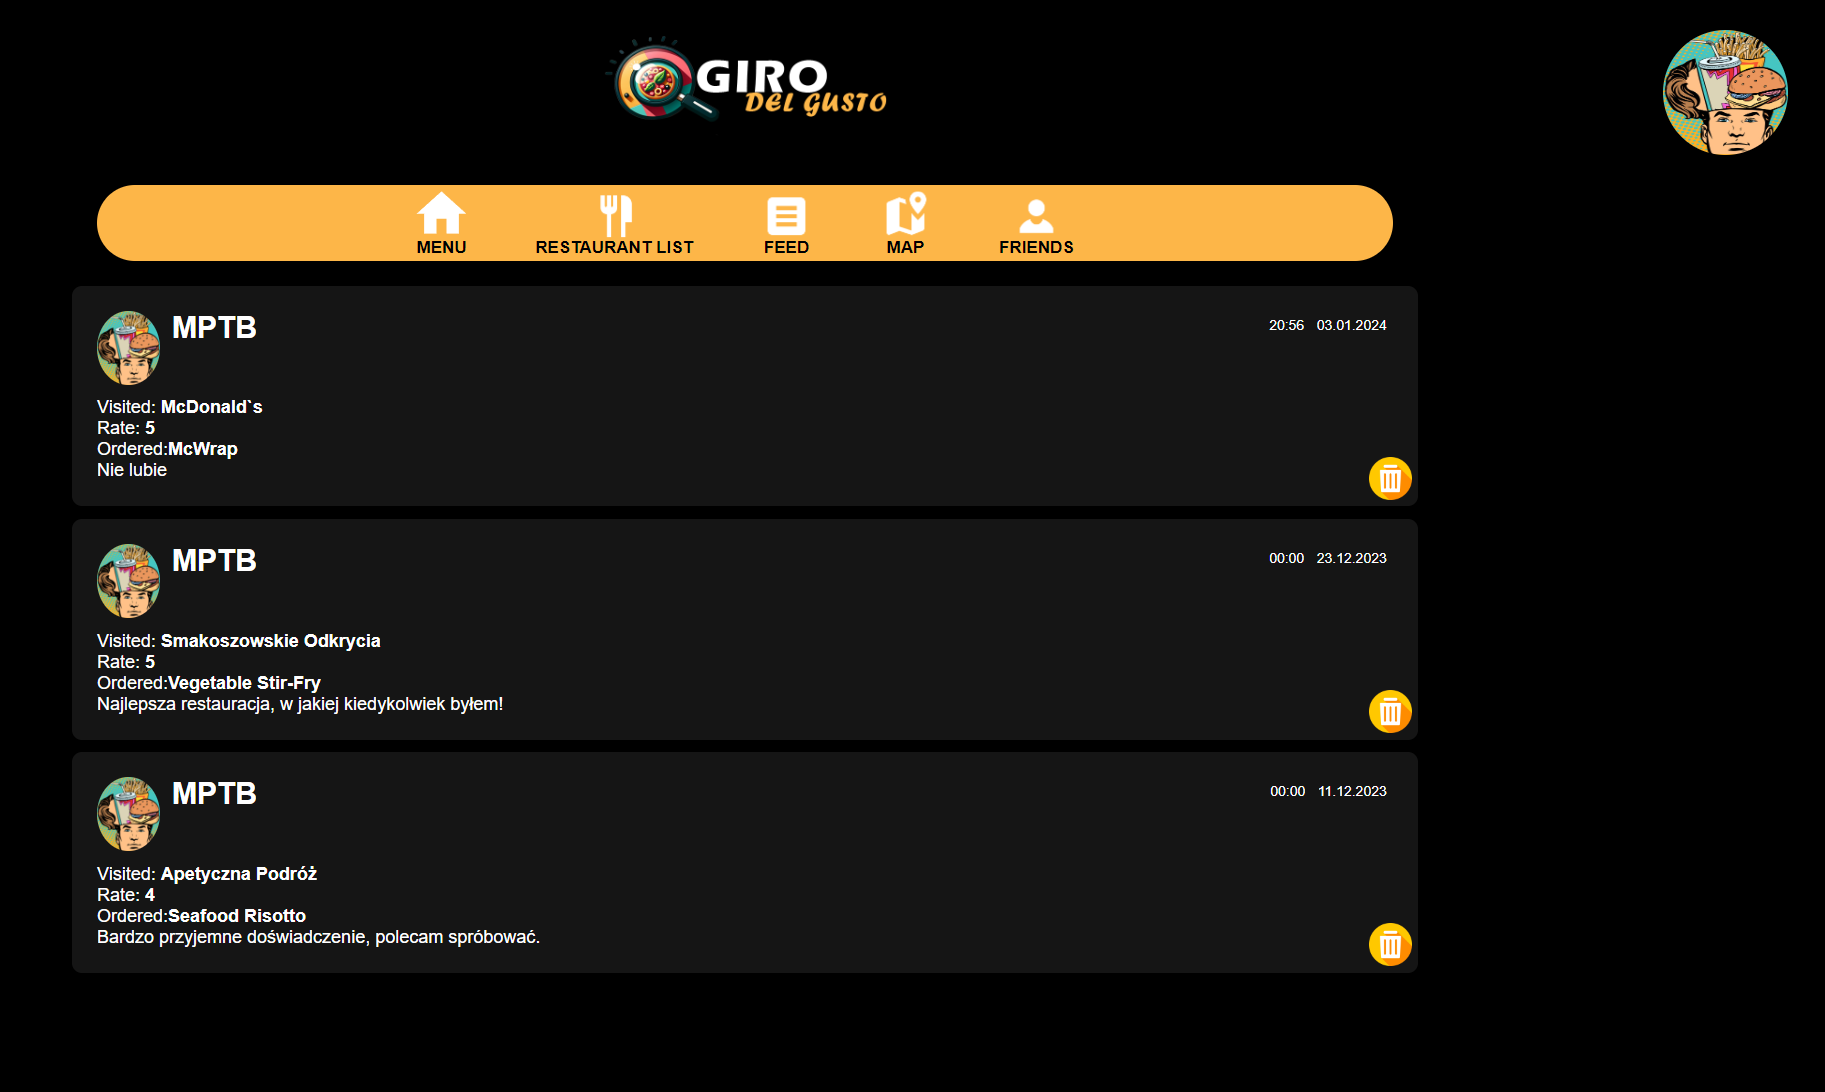 GIRO
DEL GUSTO
MENU
RESTAURANT LIST
FEED
MAP
FRIENDS
MPTB
20:56 03.01.2024
Visited: McDonald`s
Rate: 5
Ordered:McWrap
Nie lubie
MPTB
00:00 23.12.2023
Visited: Smakoszowskie Odkrycia
Rate: 5
Ordered:Vegetable Stir-Fry
Najlepsza restauracja, w jakiej kiedykolwiek byłem!
MPTB
00:00 11.12.2023
Visited: Apetyczna Podróż
Rate: 4
Ordered:Seafood Risotto
Bardzo przyjemne doświadczenie, polecam spróbować.